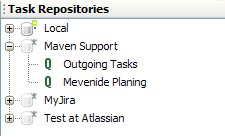 Task Repositories
Local
Maven Support
Q Outgoing Tasks
Q Mevenide Planing
MyJira
Test at Atlassian